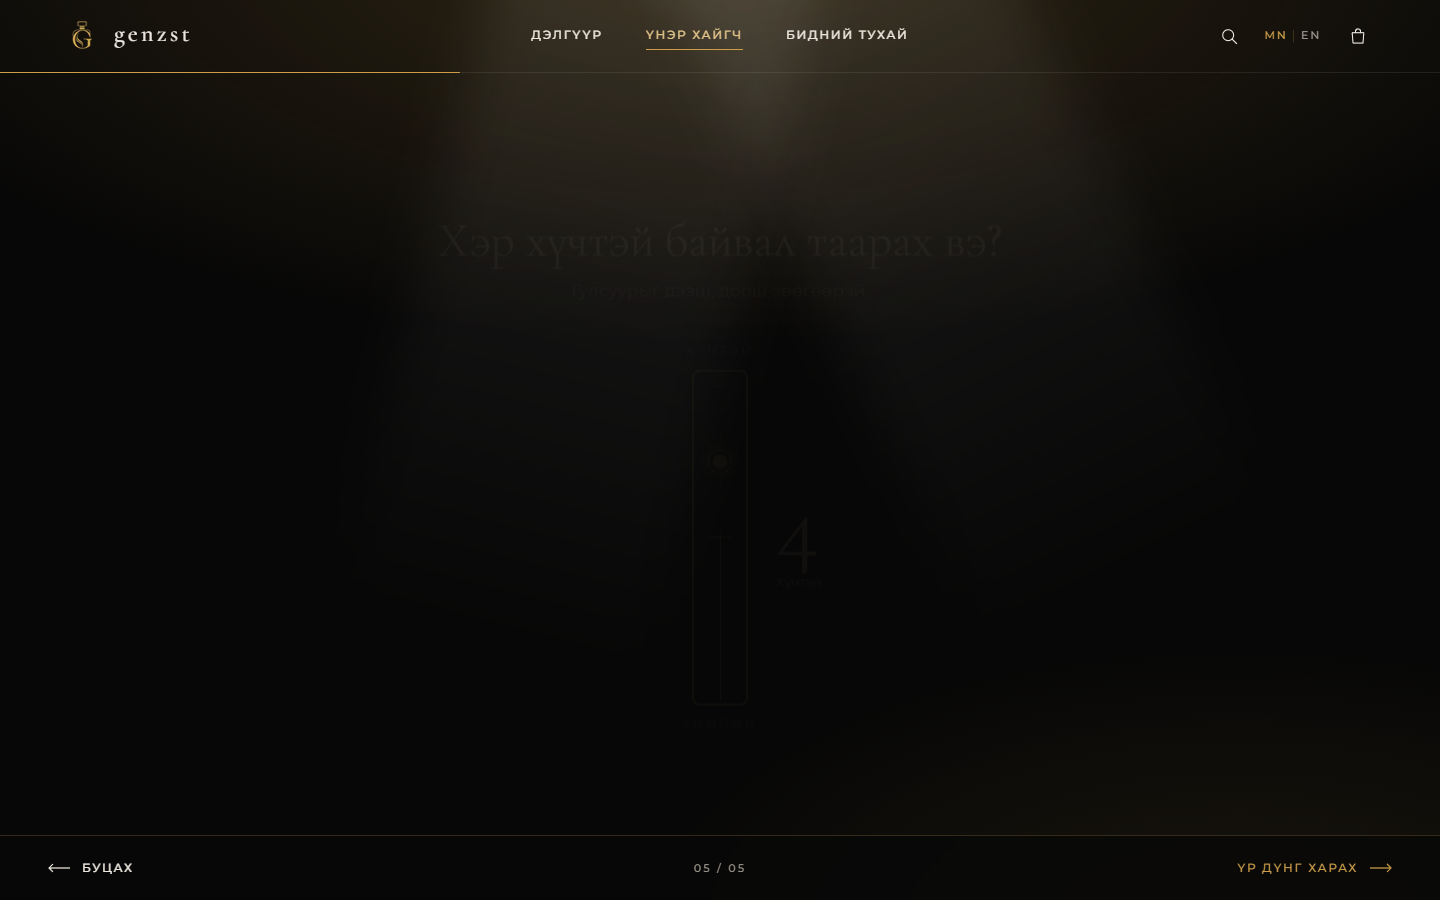 genzst
ДЭЛГҮҮР
ҮНЭР ХАЙГЧ
БИДНИЙ ТУХАЙ
MN | EN
Хэр хүчтэй байвал таарах вэ?
4
БУЦАХ
05 / 05
ҮР ДҮНГ ХАРАХ